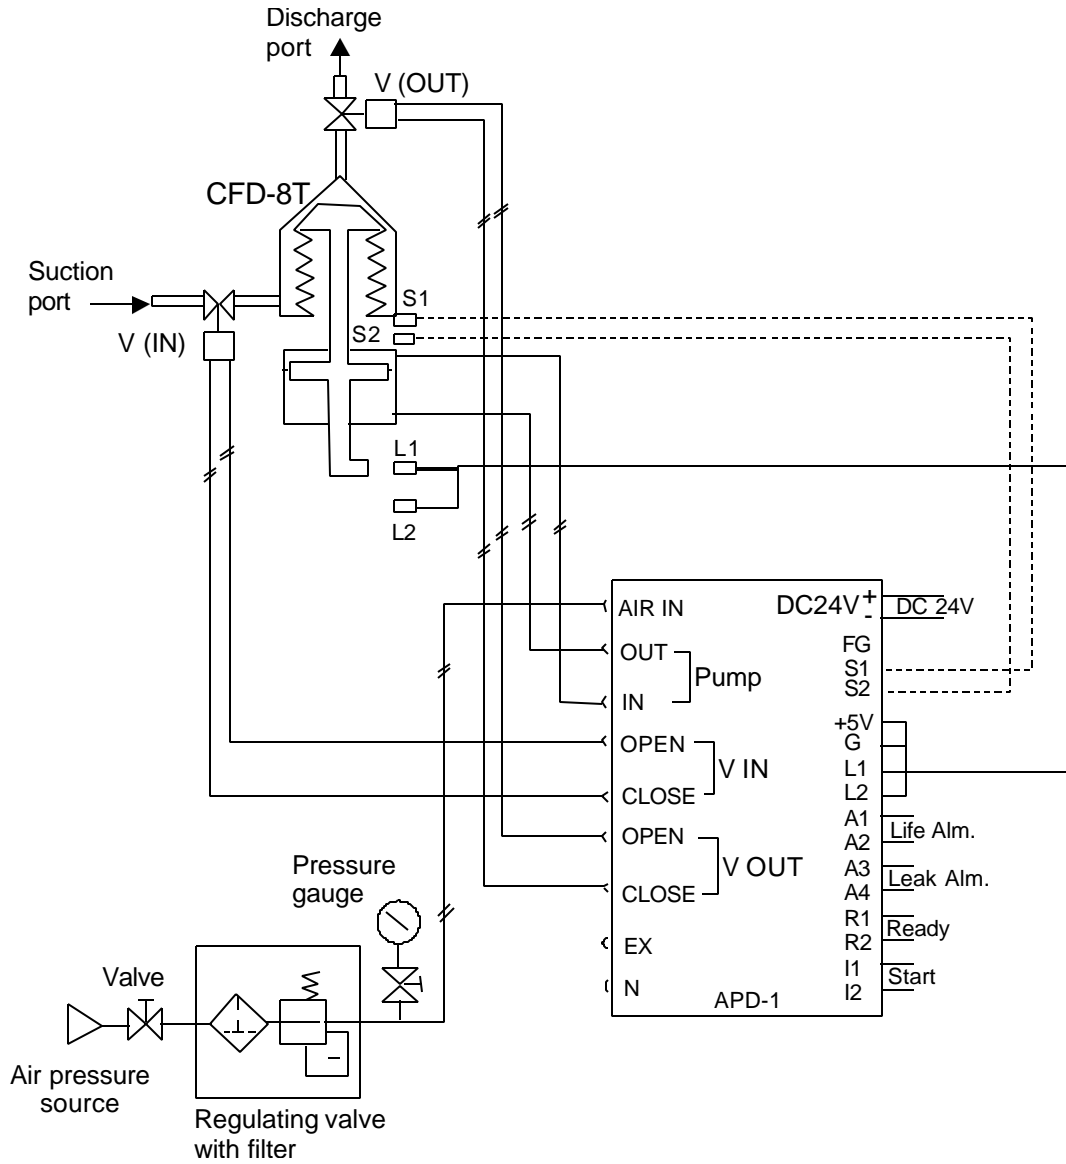 Discharge
port
V (OUT)
CFD-8T
Suction
port
V (IN)
S1
S2
L1
L2
AIR IN
DC24V +
-
DC 24V
OUT
Pump
IN
FG
S1
S2
+5V
G
OPEN
V IN
CLOSE
L1
L2
OPEN
V OUT
CLOSE
A1
A2
Life Alm.
A3
A4
Leak Alm.
R1
R2
Ready
EX
N
I1
I2
Start
APD-1
Pressure
gauge
Valve
Air pressure
source
Regulating valve
with filter